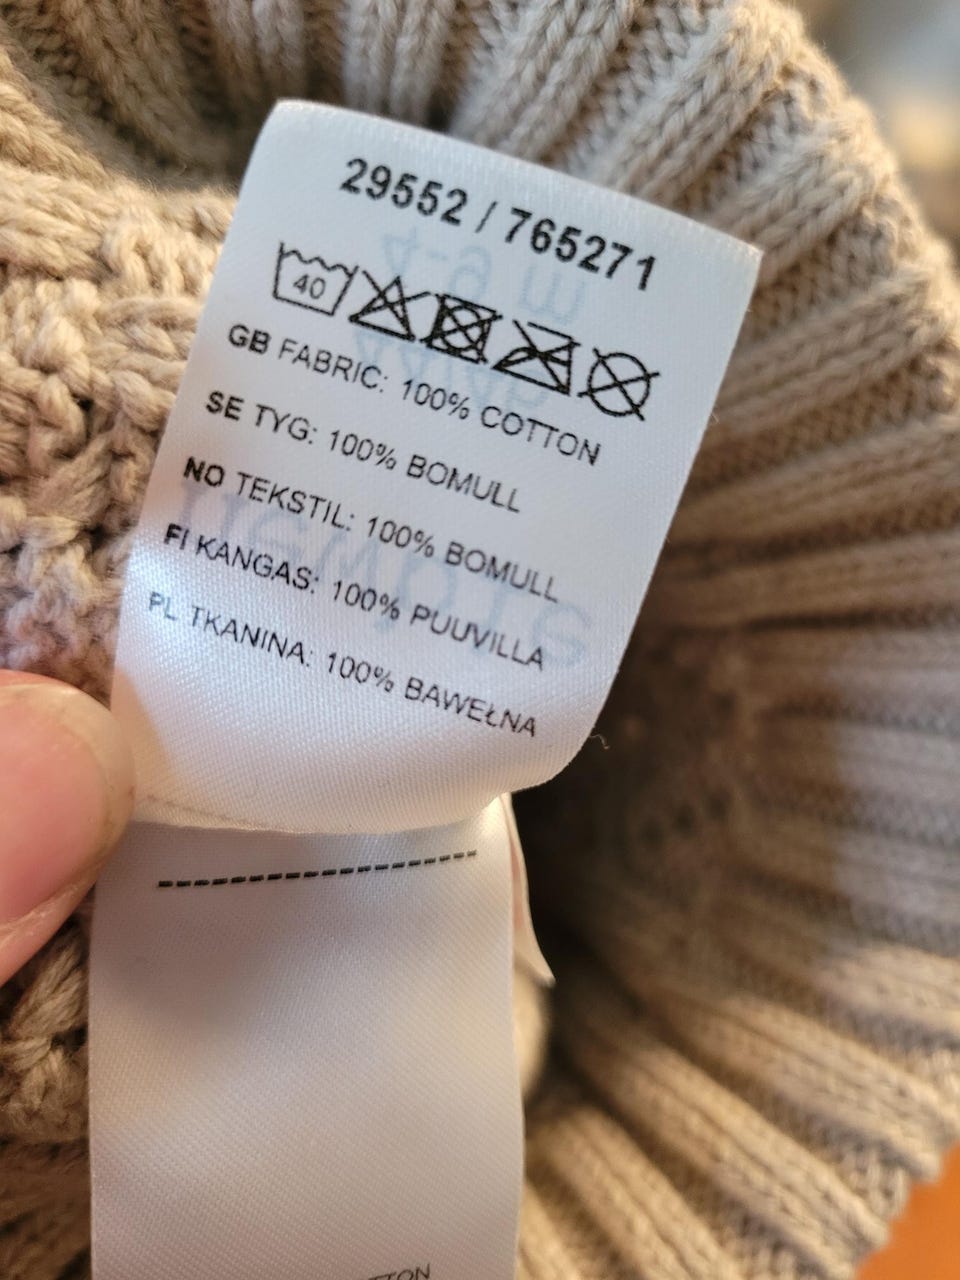 29552 / 765271
40
GB FABRIC: 100% COTTON
SE TYG: 100% BOMULL
NO TEKSTIL: 100% BOMULL
FI KANGAS: 100% PUUVILLA
PL TKANINA: 100% BAWEŁNA